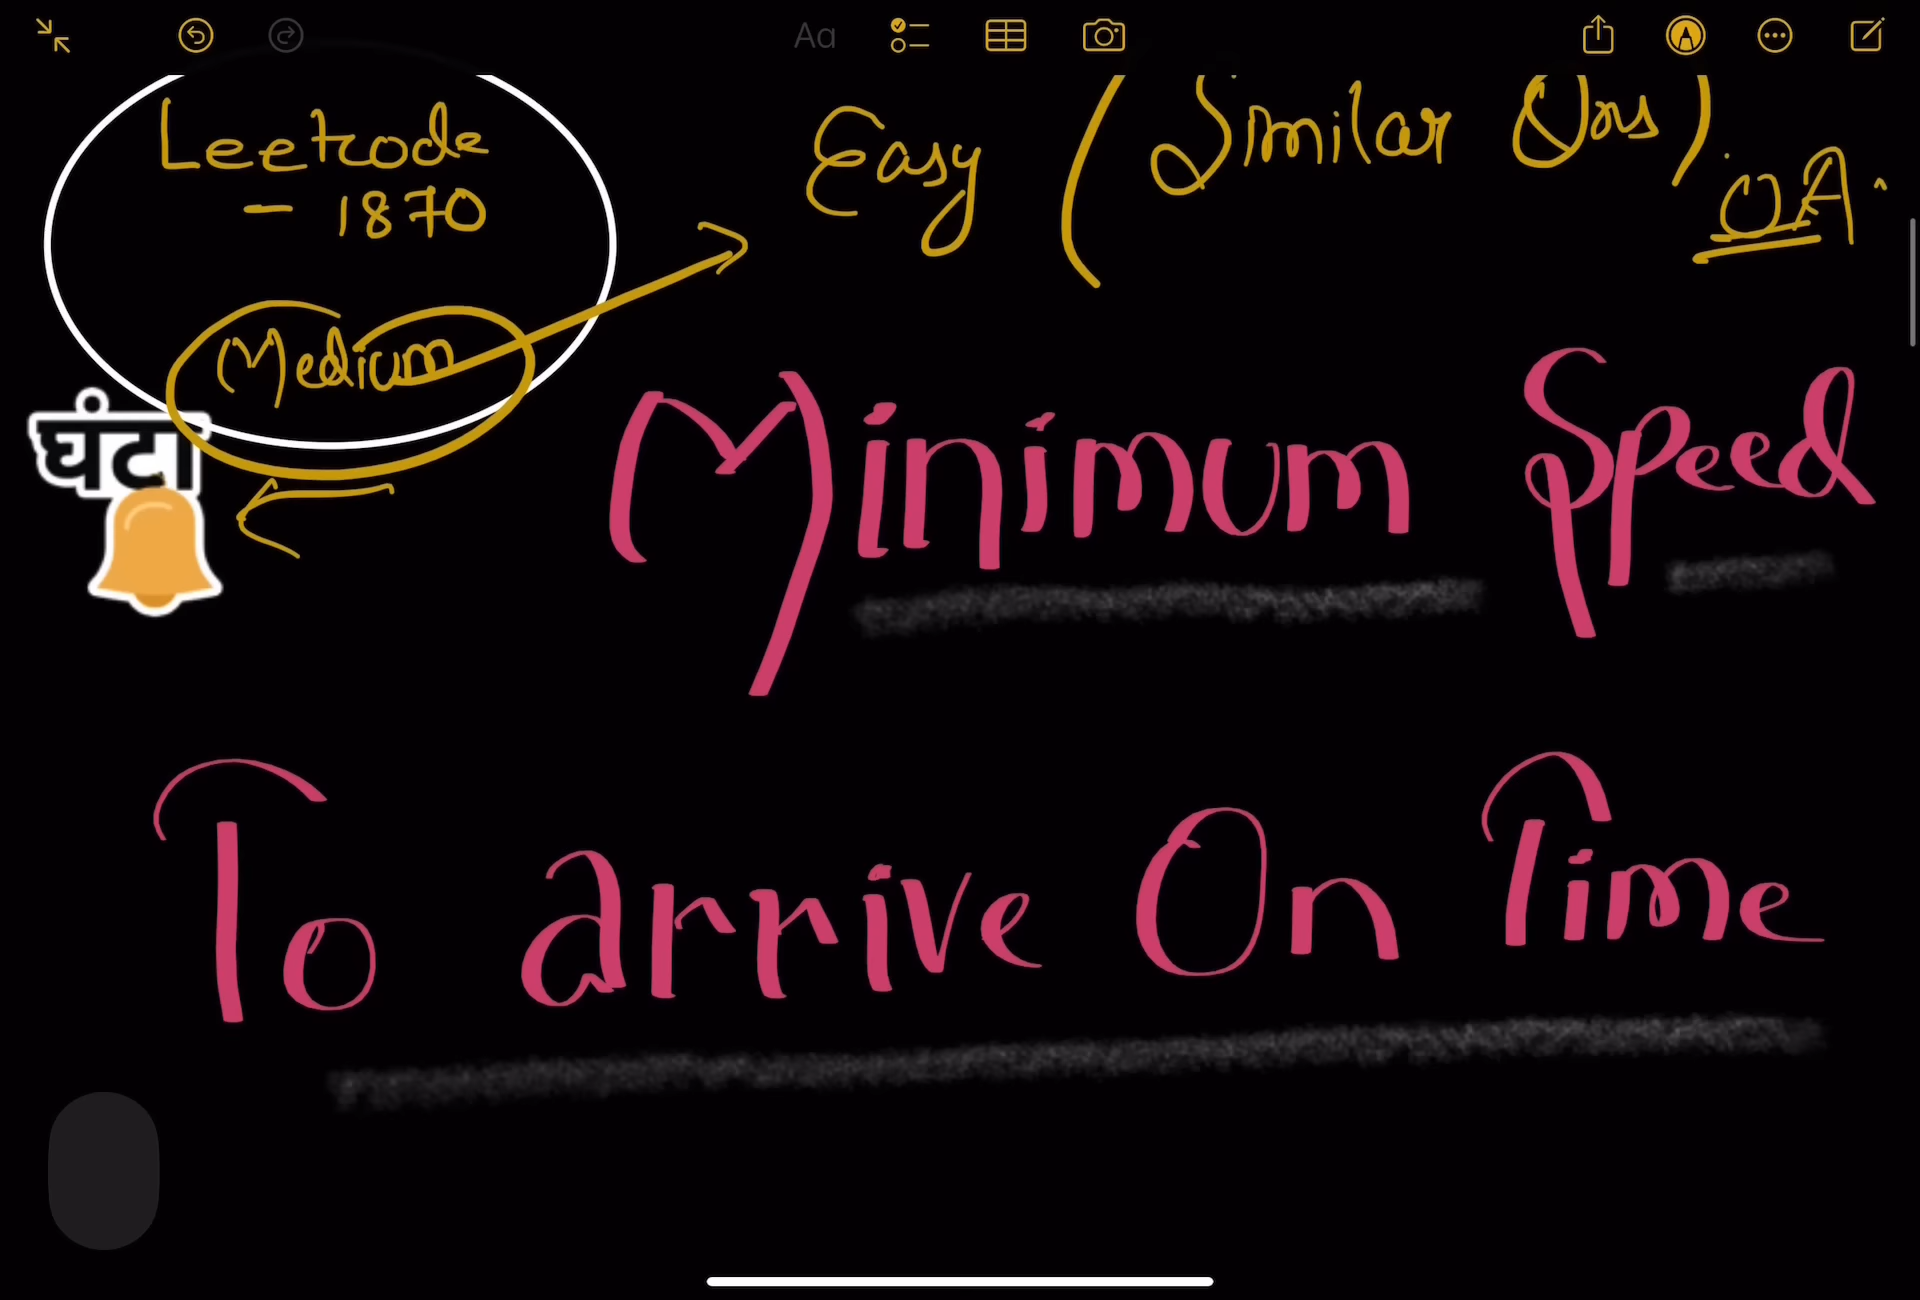 Aa
Leetcode
- 1870
Easy (Similar Qns)
OA.
Medium
घंटा
Minimum Speed
To arrive On Time